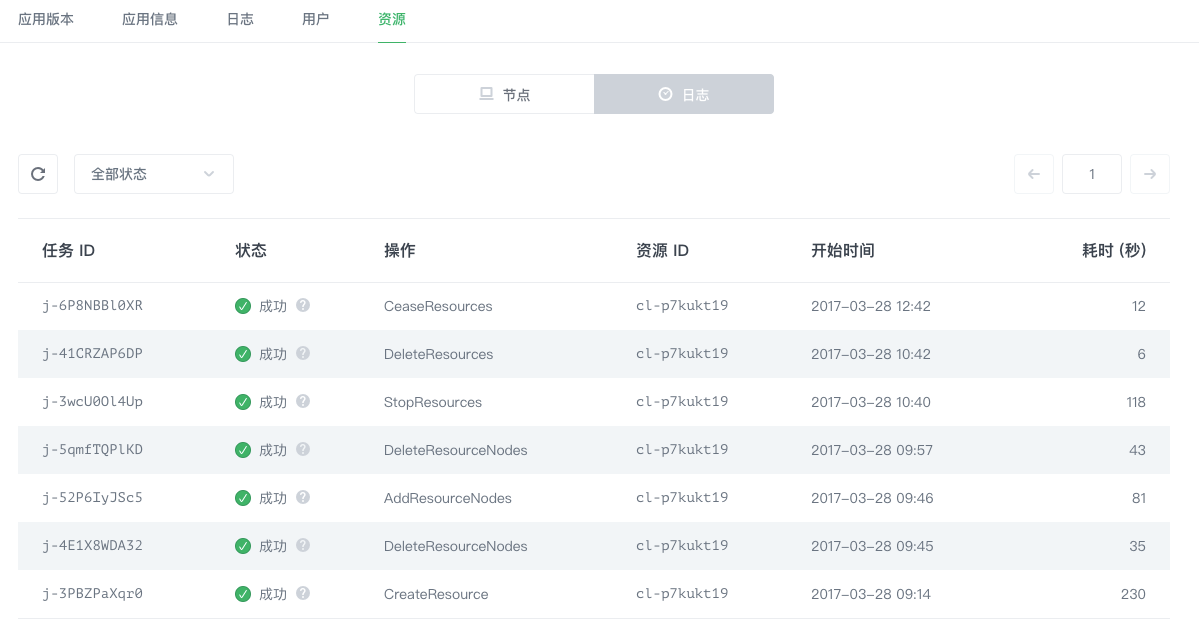 应用版本 应用信息 日志 用户 资源
节点 日志
全部状态 1
任务 ID 状态 操作 资源 ID 开始时间 耗时 (秒)
j-6P8NBBl0XR 成功 ? CeaseResources cl-p7kukt19 2017-03-28 12:42 12
j-41CRZAP6DP 成功 ? DeleteResources cl-p7kukt19 2017-03-28 10:42 6
j-3wcU0Ol4Up 成功 ? StopResources cl-p7kukt19 2017-03-28 10:40 118
j-5qmfTQPlKD 成功 ? DeleteResourceNodes cl-p7kukt19 2017-03-28 09:57 43
j-52P6IyJSc5 成功 ? AddResourceNodes cl-p7kukt19 2017-03-28 09:46 81
j-4E1X8WDA32 成功 ? DeleteResourceNodes cl-p7kukt19 2017-03-28 09:45 35
j-3PBZPaXqr0 成功 ? CreateResource cl-p7kukt19 2017-03-28 09:14 230